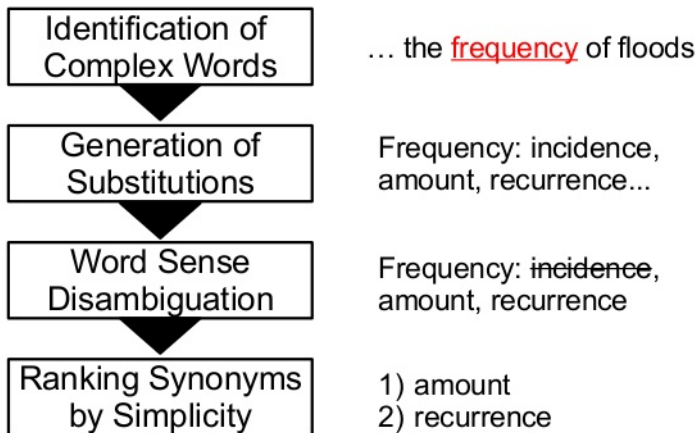 Identification of
Complex Words
… the frequency of floods
Generation of
Substitutions
Frequency: incidence,
amount, recurrence...
Word Sense
Disambiguation
Frequency: incidence,
amount, recurrence
Ranking Synonyms
by Simplicity
1) amount
2) recurrence